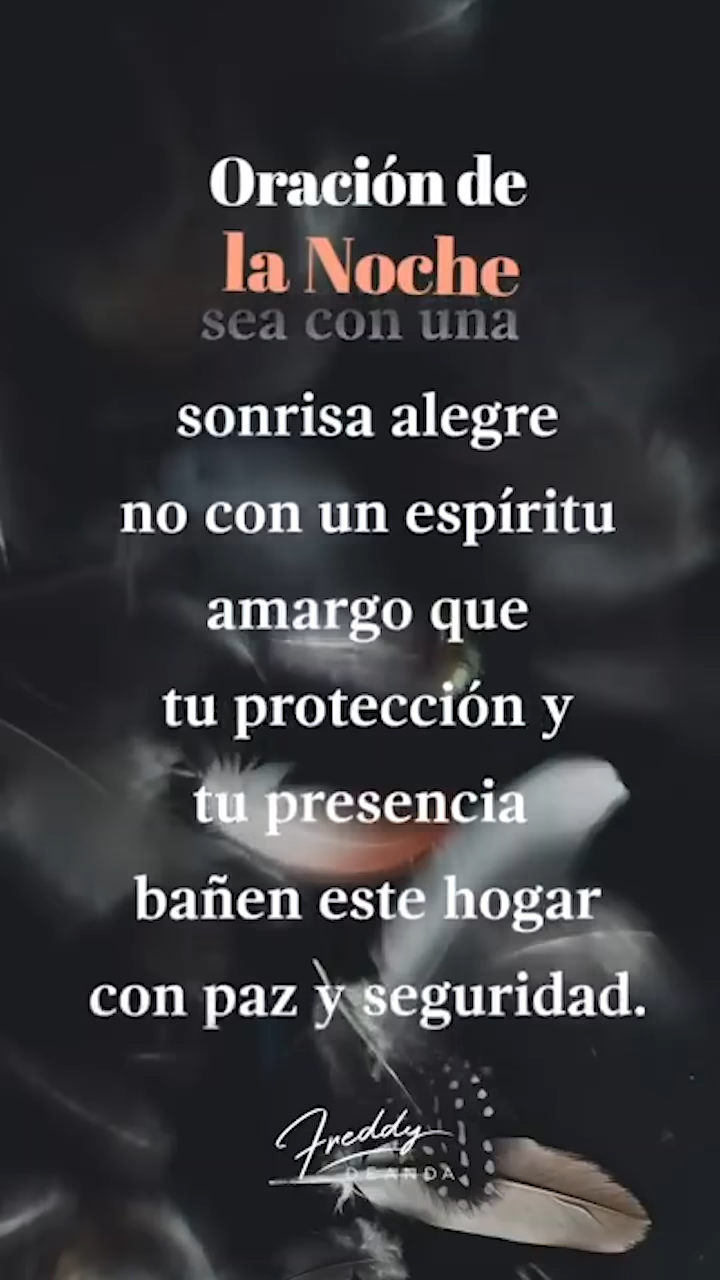 Oración de
la Noche
sea con una
sonrisa alegre
no con un espíritu
amargo que
tu protección y
tu presencia
bañen este hogar
con paz y seguridad.
Freddy
DEANDA